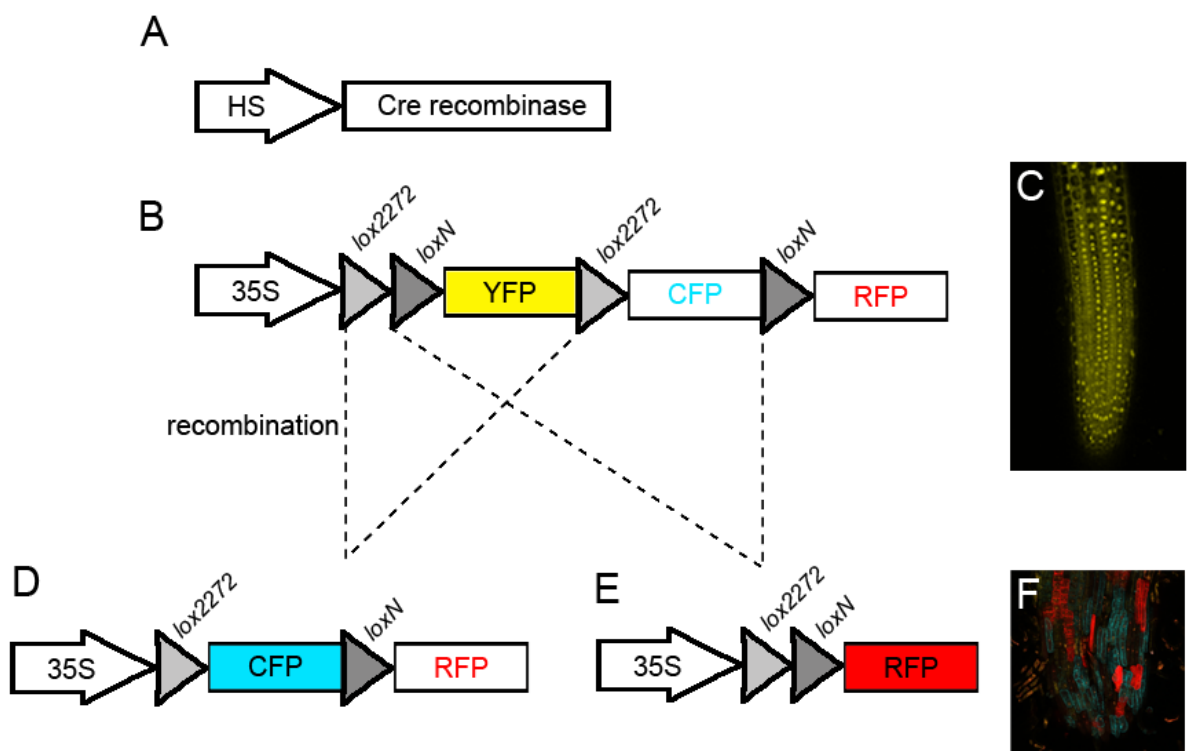 A
HS Cre recombinase
B
lox2272 loxN lox2272 loxN
35S YFP CFP RFP
C
recombination
D
lox2272 loxN
35S CFP RFP
E
lox2272 loxN
35S RFP
F